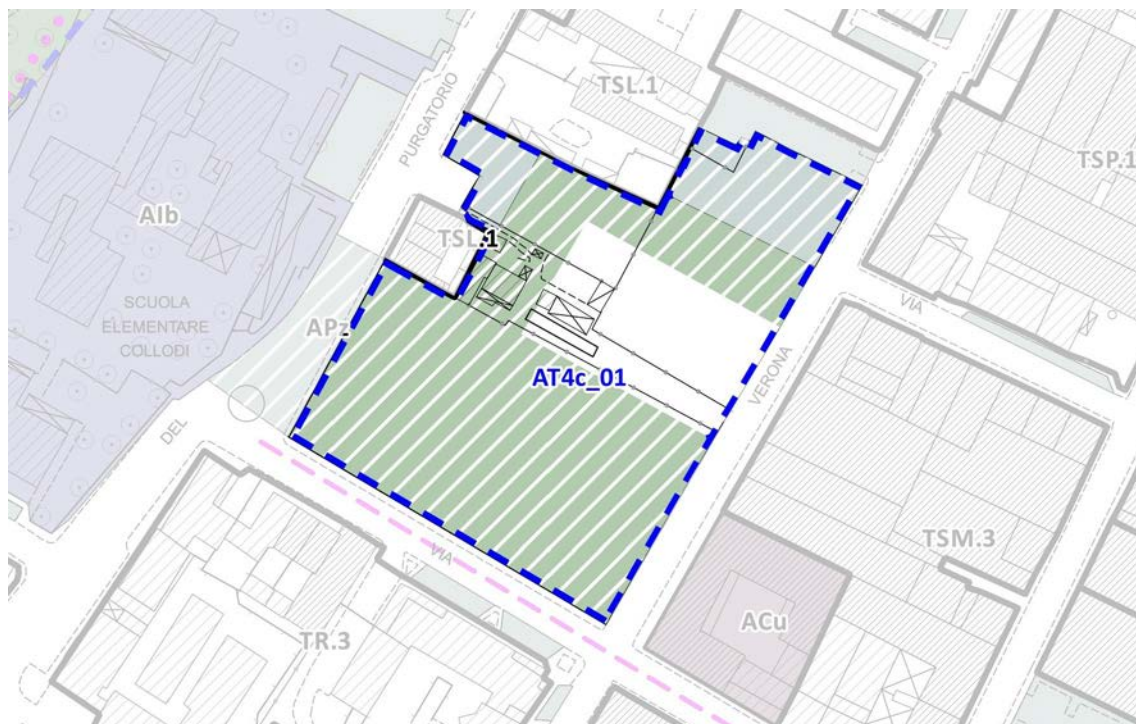 TSL.1
PURGATORIO
TSP.1
AIb
TSL.1
SCUOLA
ELEMENTARE
COLLODI
APz
VIA
AT4c_01
VERONA
DEL
TSM.3
VIA
ACu
TR.3